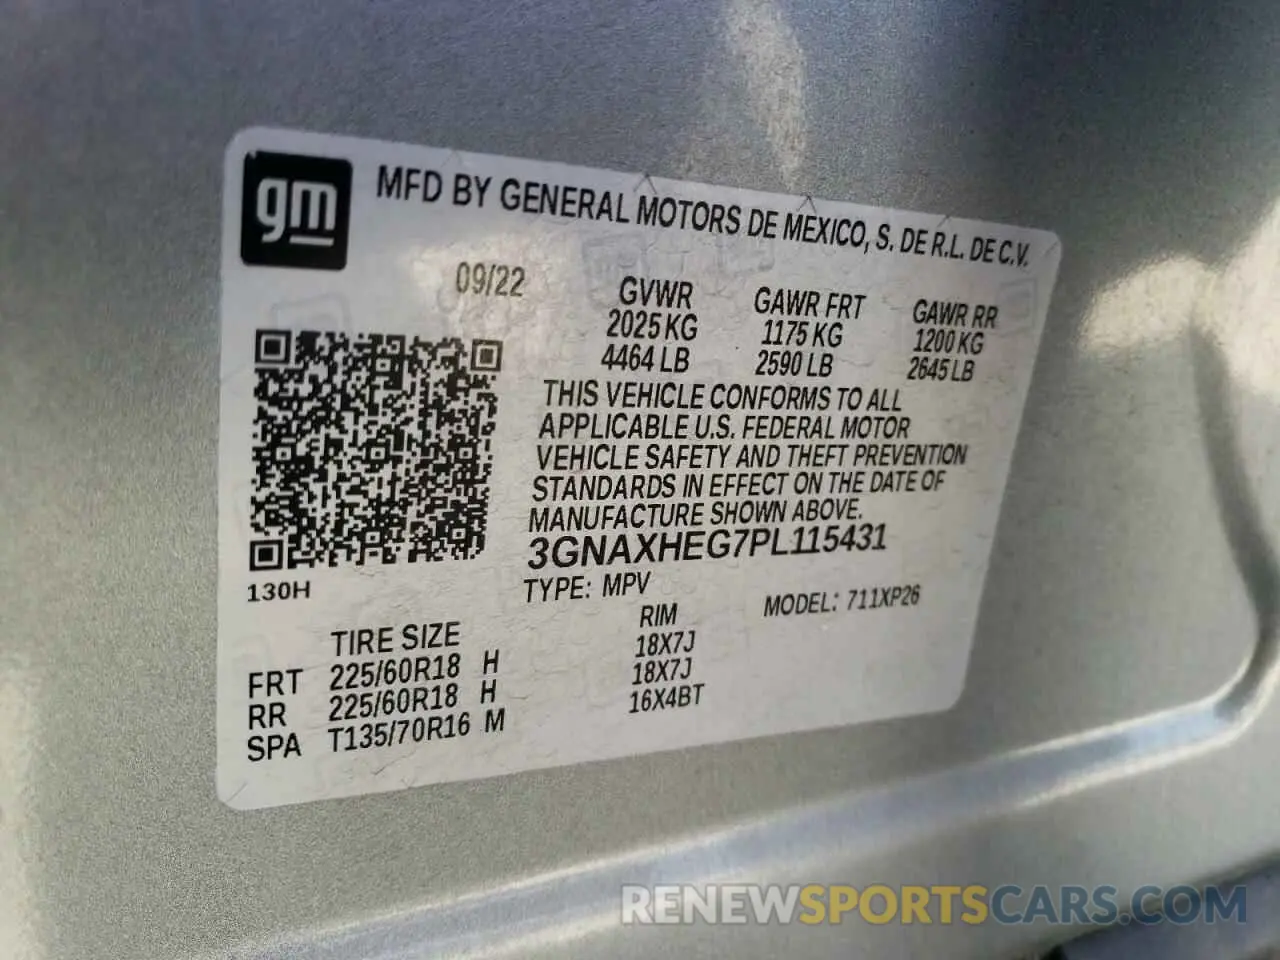 gm
MFD BY GENERAL MOTORS DE MEXICO, S. DE R.L. DE C.V.
09/22
GVWR GAWR FRT GAWR RR
2025 KG 1175 KG 1200 KG
4464 LB 2590 LB 2645 LB
THIS VEHICLE CONFORMS TO ALL
APPLICABLE U.S. FEDERAL MOTOR
VEHICLE SAFETY AND THEFT PREVENTION
STANDARDS IN EFFECT ON THE DATE OF
MANUFACTURE SHOWN ABOVE.
3GNAXHEG7PL115431
130H
TYPE: MPV MODEL: 711XP26
TIRE SIZE RIM
FRT 225/60R18 H 18X7J
RR 225/60R18 H 18X7J
SPA T135/70R16 M 16X4BT
RENEWSPORTSCARS.COM